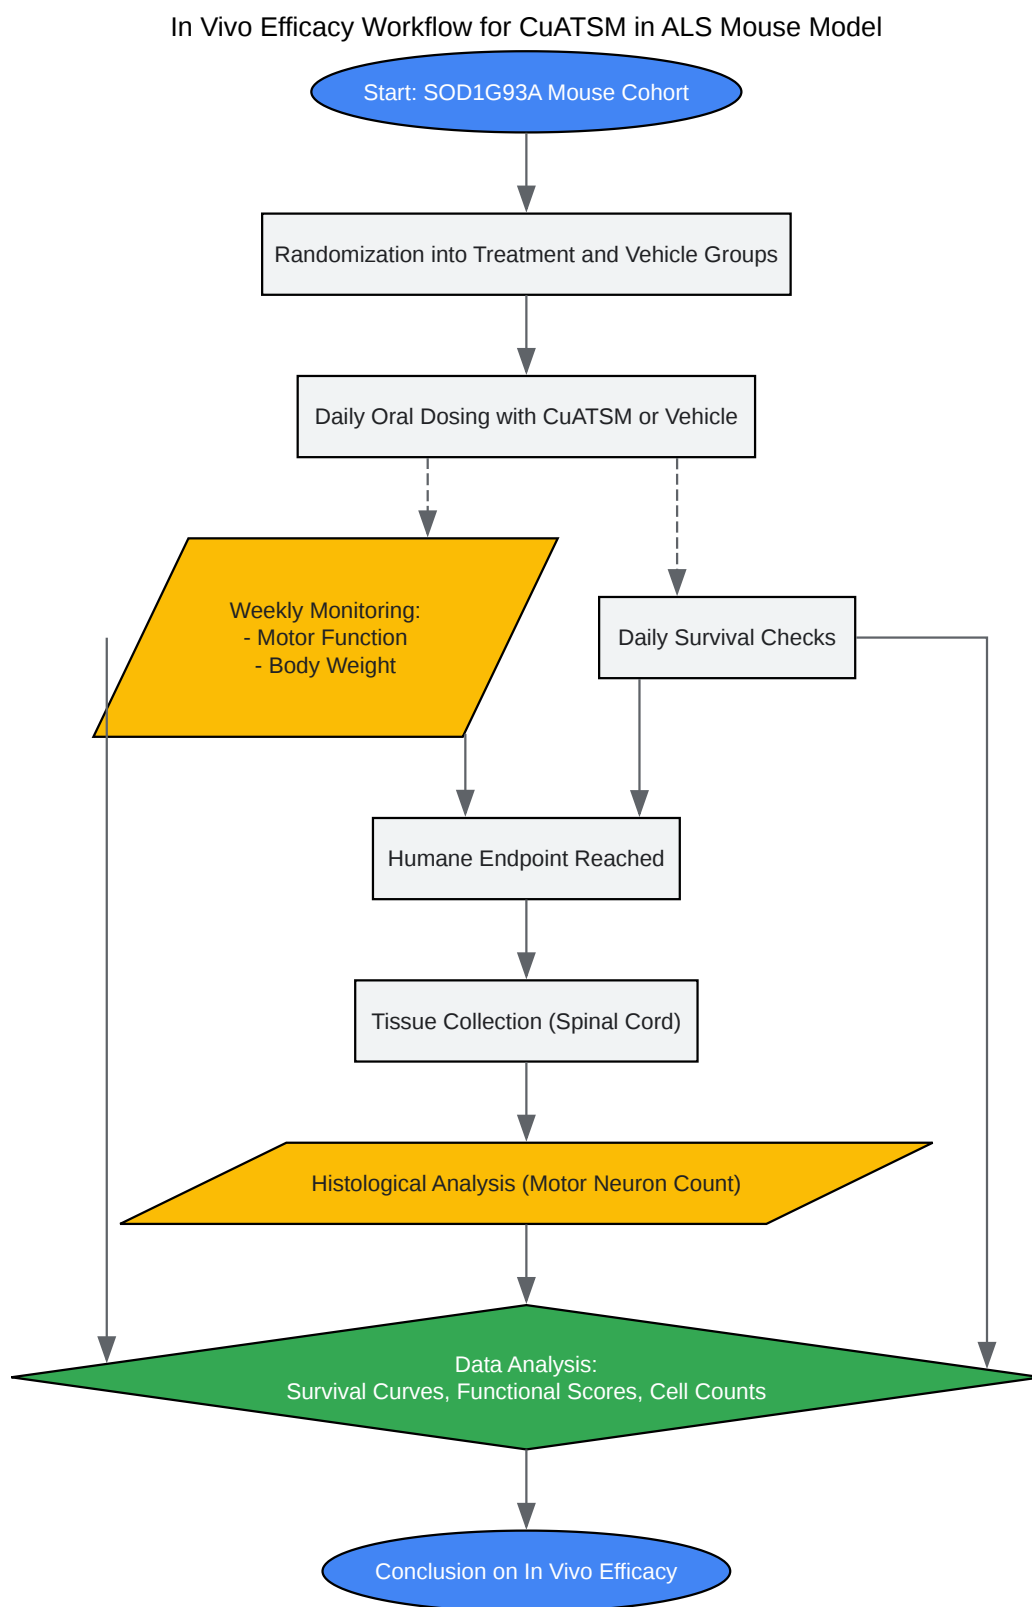 In Vivo Efficacy Workflow for CuATSM in ALS Mouse Model
Start: SOD1G93A Mouse Cohort
Randomization into Treatment and Vehicle Groups
Daily Oral Dosing with CuATSM or Vehicle
Weekly Monitoring:
- Motor Function
- Body Weight
Daily Survival Checks
Humane Endpoint Reached
Tissue Collection (Spinal Cord)
Histological Analysis (Motor Neuron Count)
Data Analysis:
Survival Curves, Functional Scores, Cell Counts
Conclusion on In Vivo Efficacy